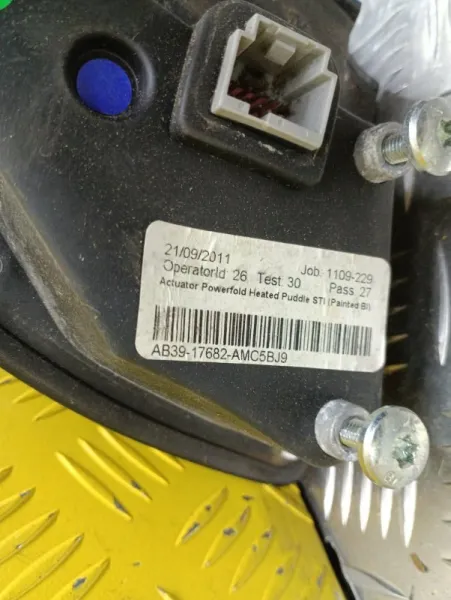 21/09/2011
Job. 1109-229
OperatorId 26 Test 30 Pass 27
Actuator Powerfold Heated Puddle STI (Painted Bl)
AB39-17682-AMC5BJ9